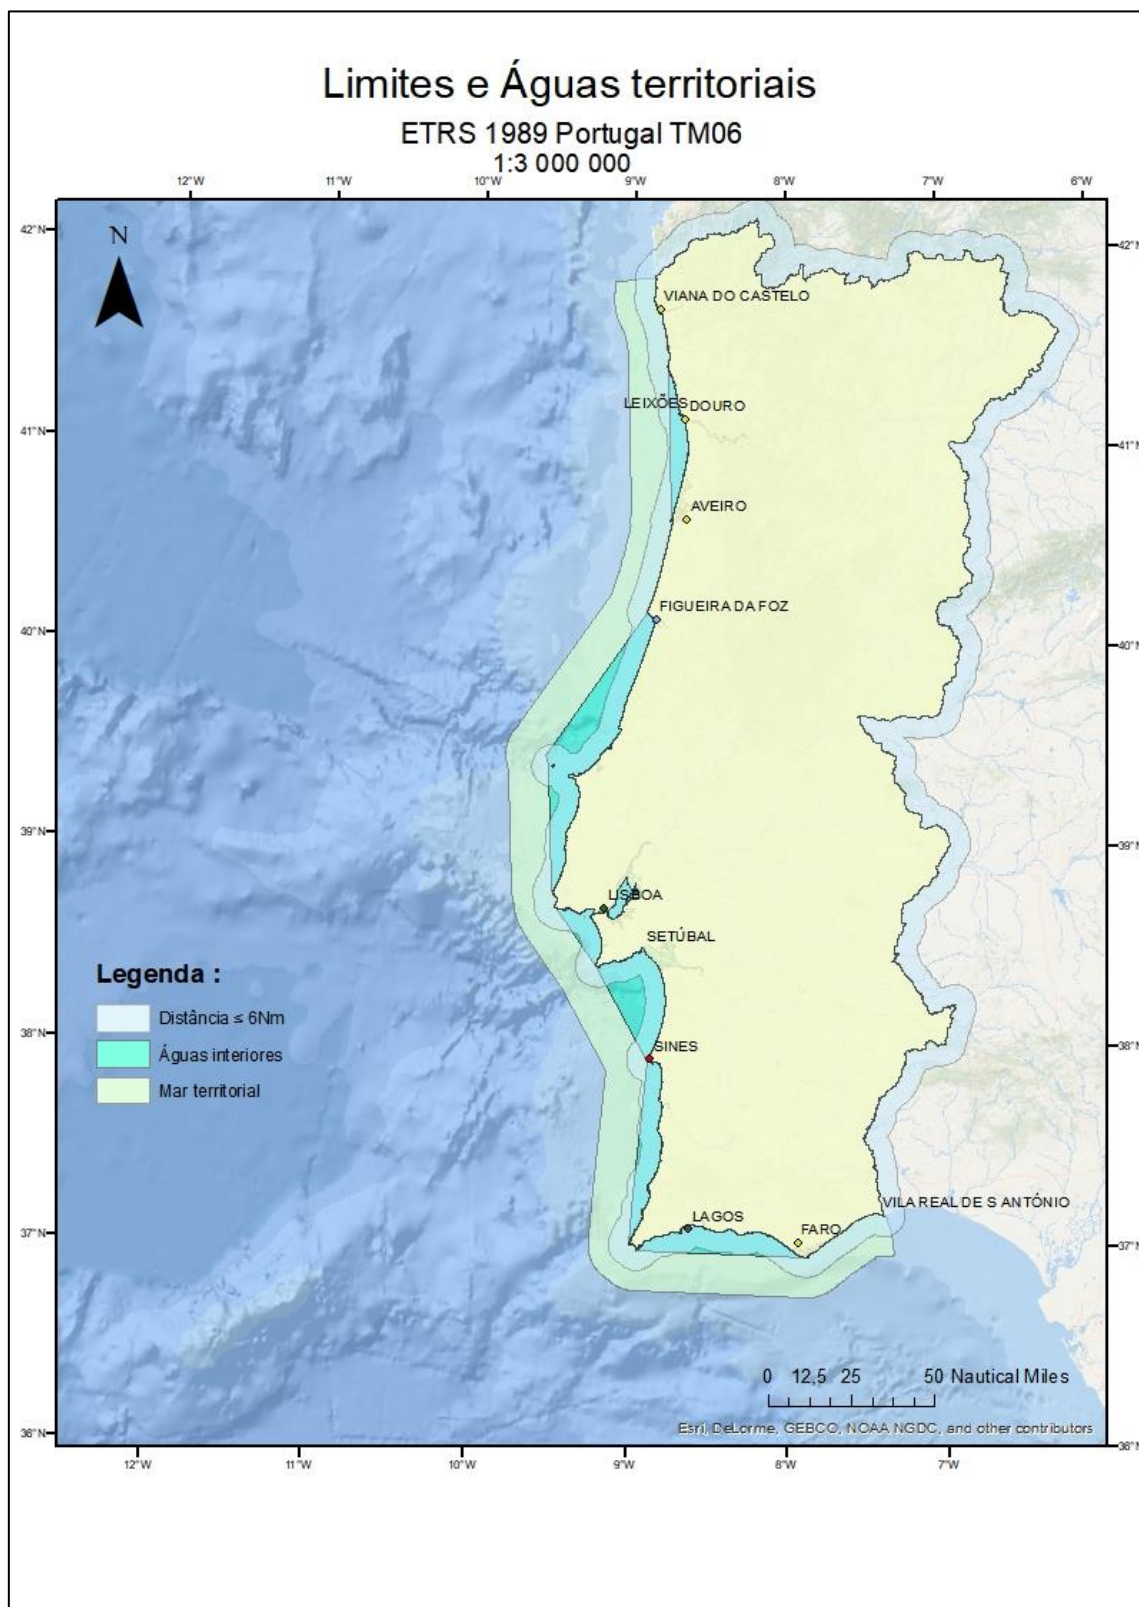 Limites e Águas territoriais
ETRS 1989 Portugal TM06
1:3 000 000
12°W 11°W 10°W 9°W 8°W 7°W 6°W
42°N 42°N
N
VIANA DO CASTELO
LEIXÕES DOURO
41°N 41°N
AVEIRO
FIGUEIRA DA FOZ
40°N 40°N
39°N 39°N
LISBOA
SETÚBAL
Legenda :
Distância ≤ 6Nm
38°N 38°N
SINES
Águas interiores
Mar territorial
VILA REAL DE S ANTÓNIO
LAGOS FARO
37°N 37°N
0 12,5 25 50 Nautical Miles
Esri, DeLorme, GEBCO, NOAA NGDC, and other contributors
36°N 36°N
12°W 11°W 10°W 9°W 8°W 7°W